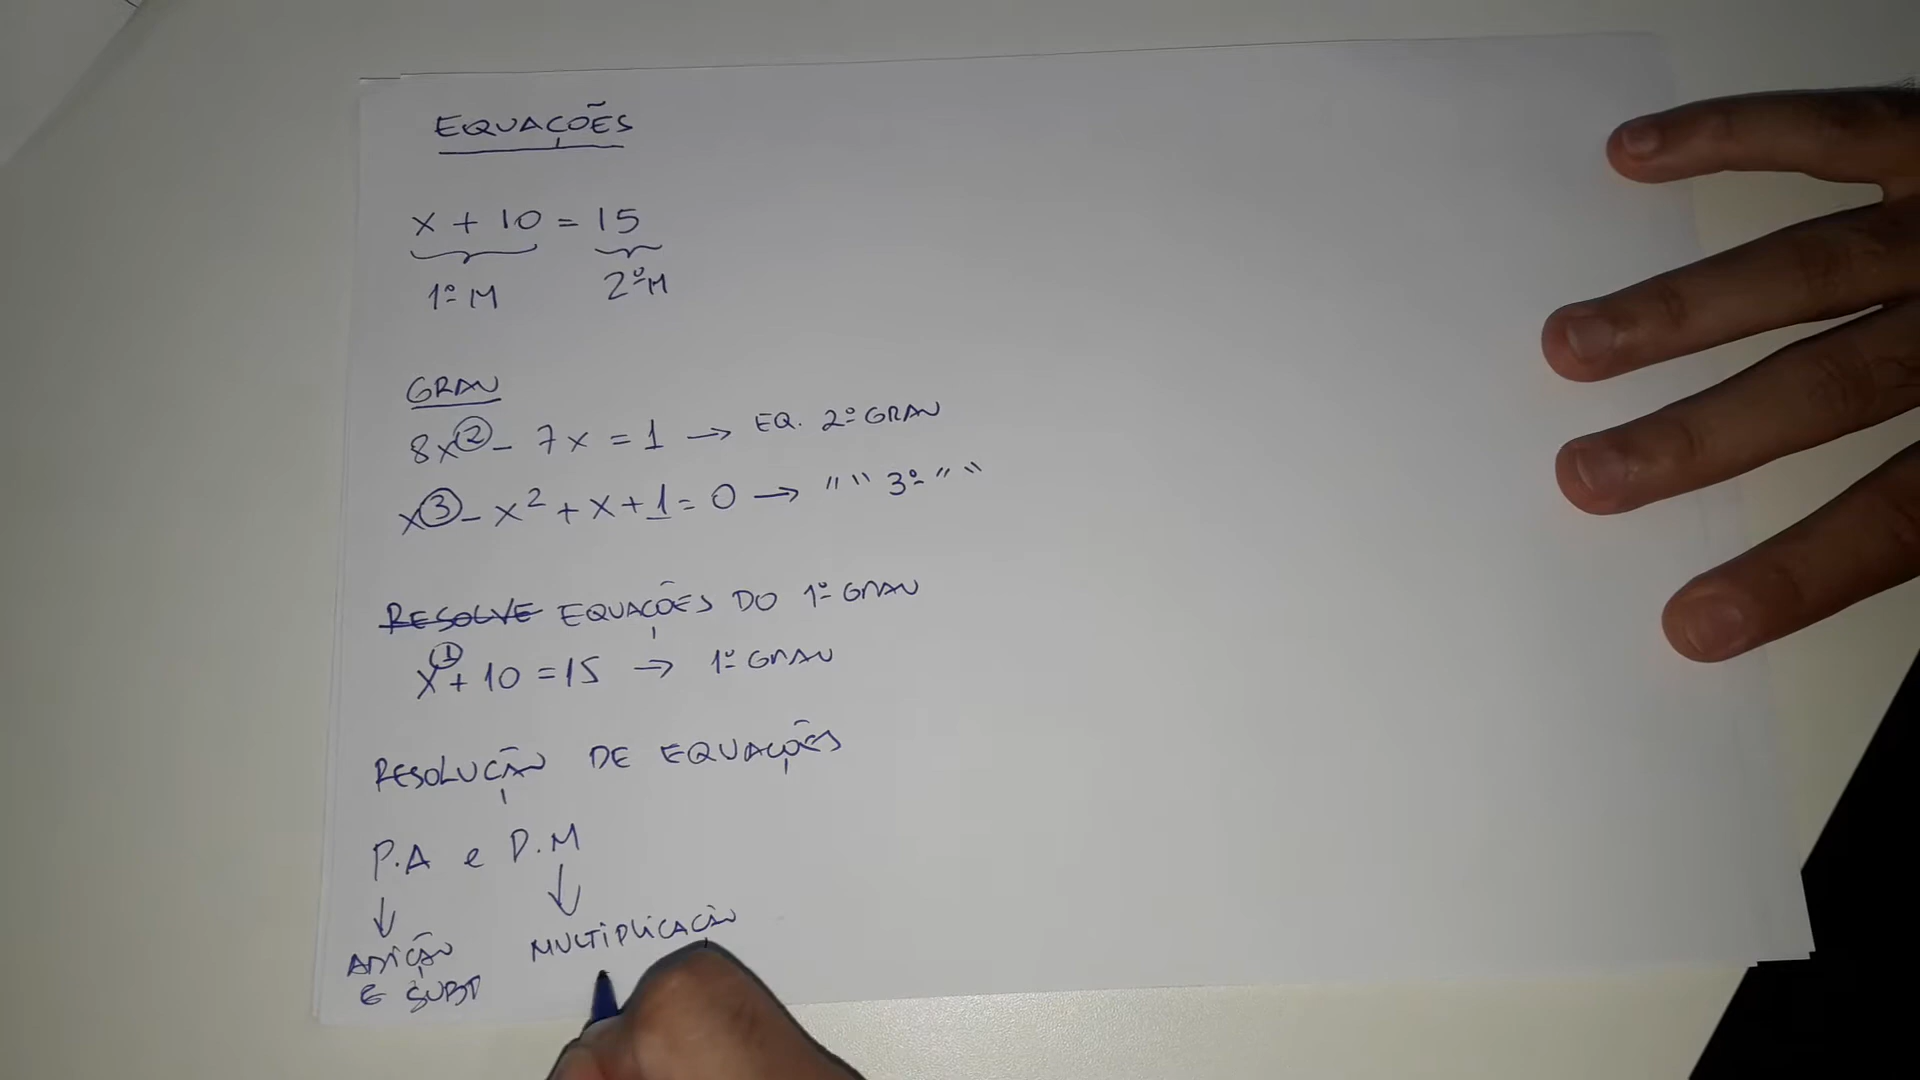 EQUAÇÕES
x + 10 = 15
1º M 2º M
GRAU
8x² - 7x = 1 → EQ. 2º GRAU
x³ - x² + x + 1 = 0 → " " 3º " "
RESOLVE EQUAÇÕES DO 1º GRAU
x¹ + 10 = 15 → 1º GRAU
RESOLUÇÃO DE EQUAÇÕES
P.A e P.M
↓ ↓
ADIÇÃO MULTIPLICAÇÃO
E SUBT